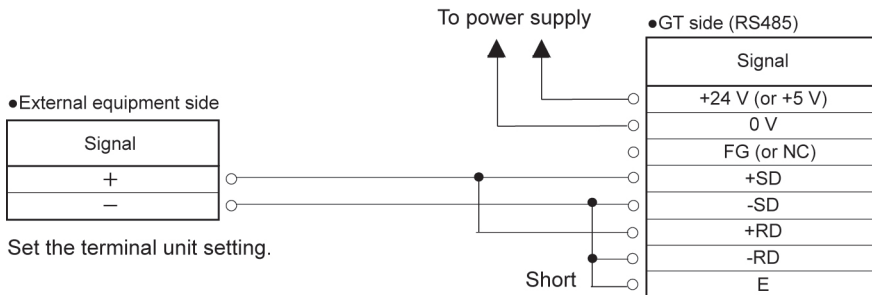 To power supply
●GT side (RS485)
Signal
+24 V (or +5 V)
0 V
FG (or NC)
+SD
-SD
+RD
-RD
E
●External equipment side
Signal
+
−
Set the terminal unit setting.
Short